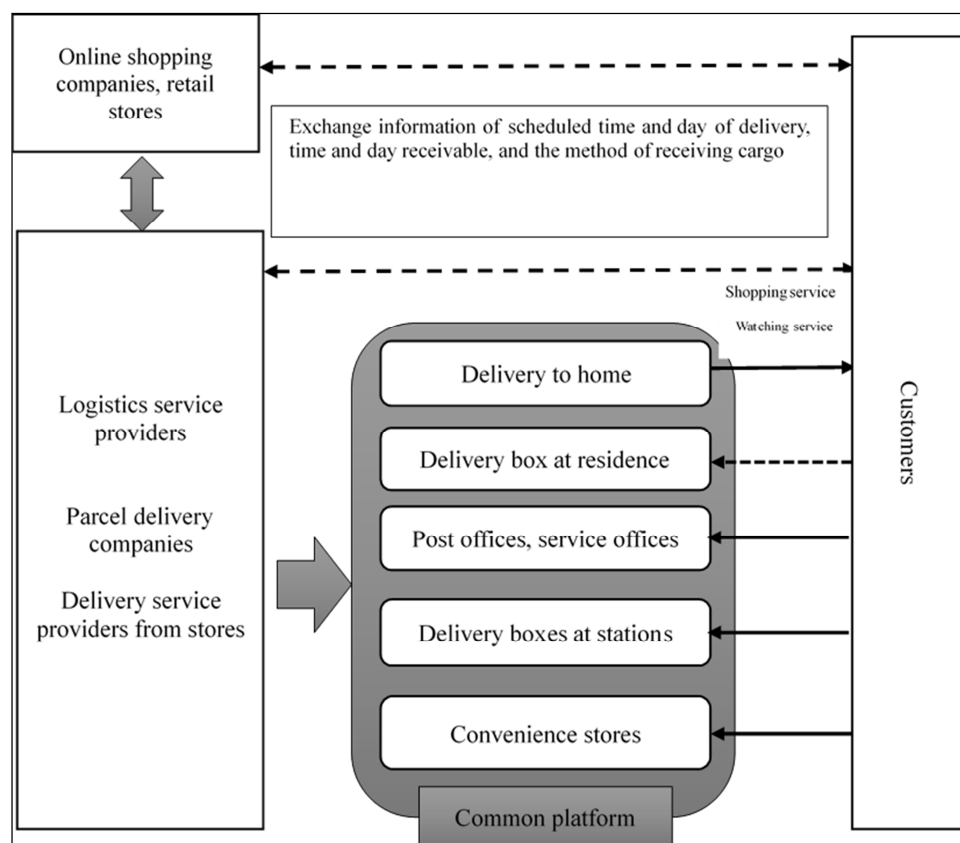 Online shopping
companies, retail
stores
Exchange information of scheduled time and day of delivery,
time and day receivable, and the method of receiving cargo
Shopping service
Watching service
Logistics service
providers
Parcel delivery
companies
Delivery service
providers from stores
Delivery to home
Delivery box at residence
Post offices, service offices
Delivery boxes at stations
Convenience stores
Common platform
Customers